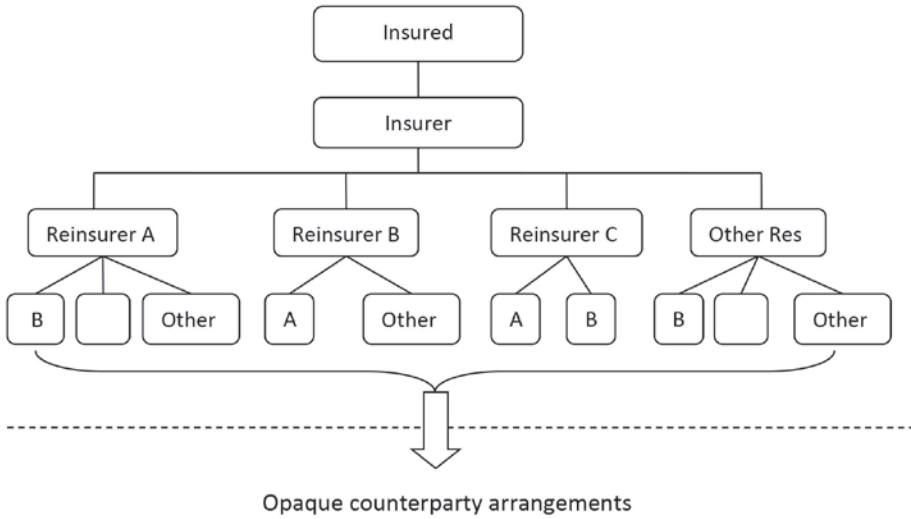 Insured
Insurer
Reinsurer A
Reinsurer B
Reinsurer C
Other Res
B
Other
A
Other
A
B
B
Other
Opaque counterparty arrangements